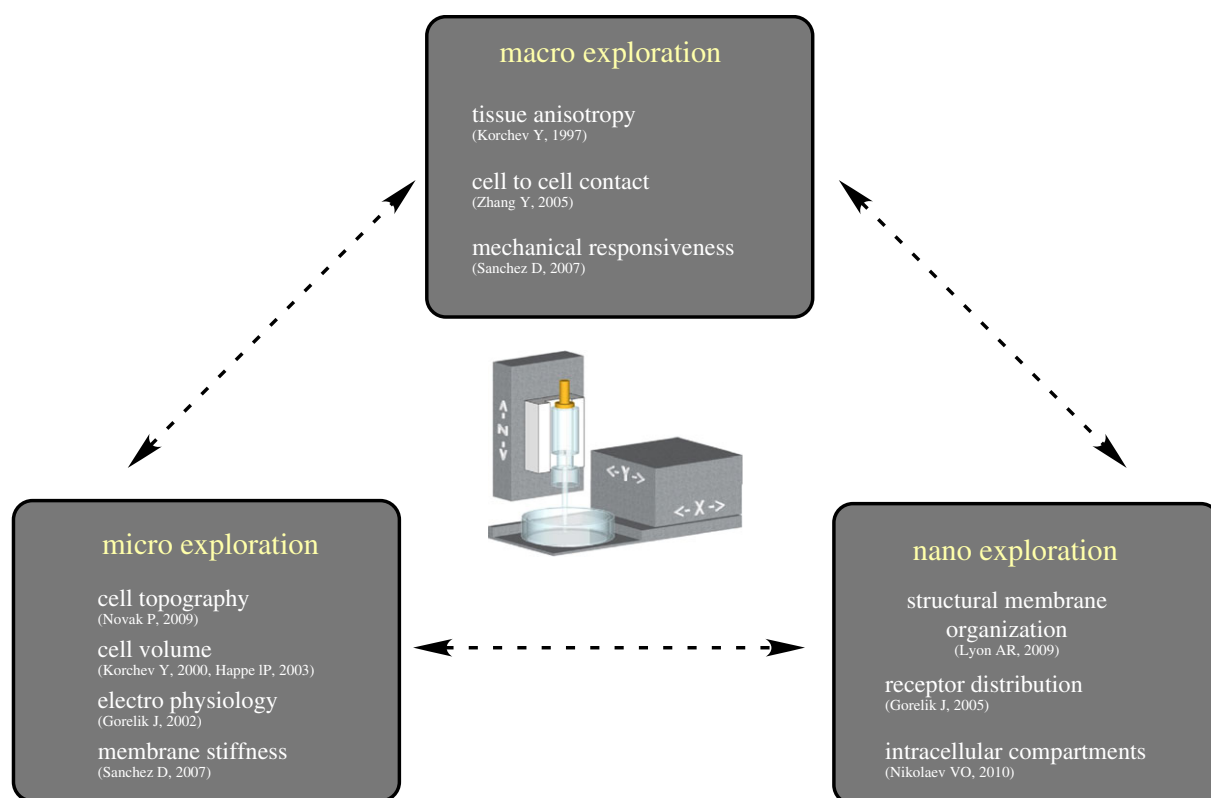 macro exploration
tissue anisotropy
(Korchev Y, 1997)
cell to cell contact
(Zhang Y, 2005)
mechanical responsiveness
(Sanchez D, 2007)
<-Z->
<-Y->
<-X->
micro exploration
cell topography
(Novak P, 2009)
cell volume
(Korchev Y, 2000, Happe lP, 2003)
electro physiology
(Gorelik J, 2002)
membrane stiffness
(Sanchez D, 2007)
nano exploration
structural membrane
organization
(Lyon AR, 2009)
receptor distribution
(Gorelik J, 2005)
intracellular compartments
(Nikolaev VO, 2010)